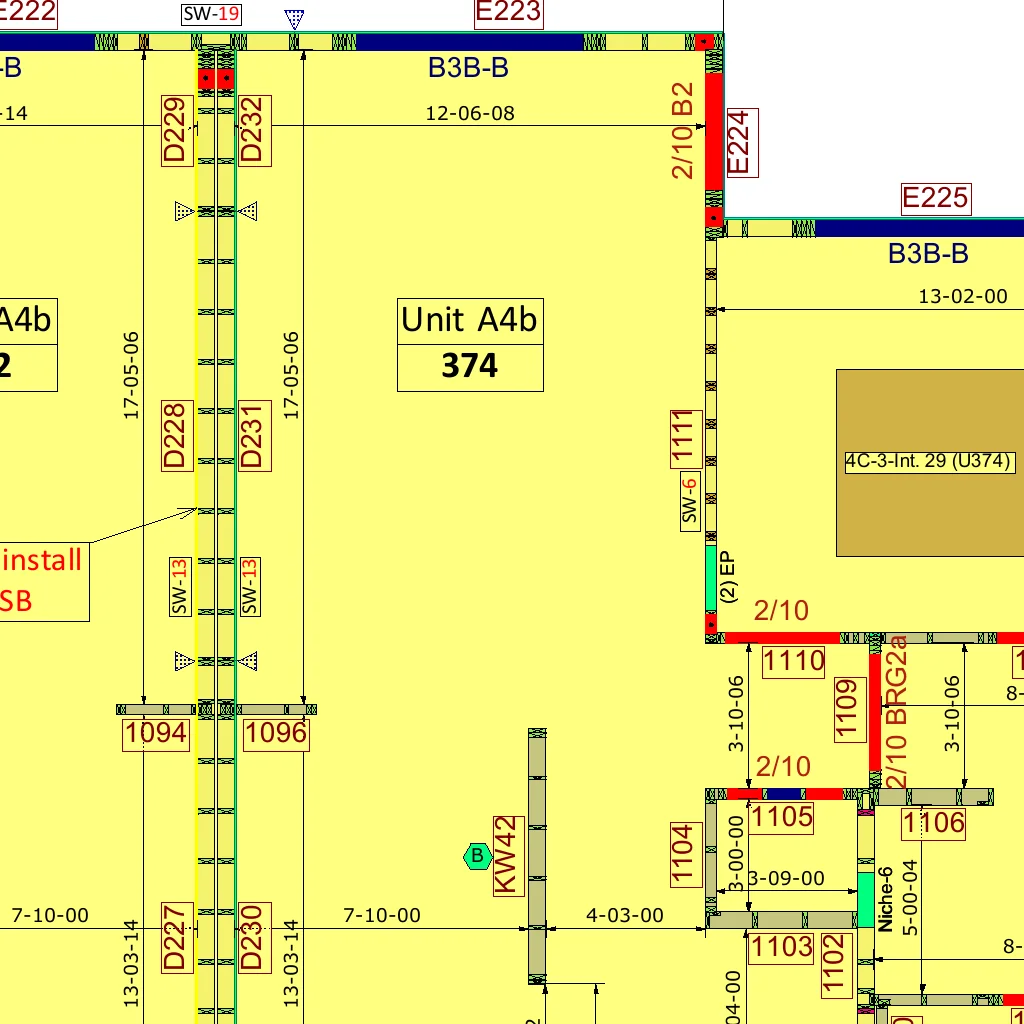 E222
SW-19
E223
-B
B3B-B
-14
12-06-08
D229
D232
2/10 B2
E224
E225
B3B-B
13-02-00
A4b
2
Unit A4b
374
17-05-06
17-05-06
D228
D231
1111
SW-6
4C-3-Int. 29 (U374)
install
SB
SW-13
SW-13
(2) EP
2/10
1110
1094
1096
3-10-06
1109
2/10 BRG2a
3-10-06
8-
2/10
1105
1106
KW42
B
1104
3-00-00
3-09-00
Niche-6
5-00-04
7-10-00
D227
D230
7-10-00
4-03-00
13-03-14
13-03-14
1103
1102
8-
04-00